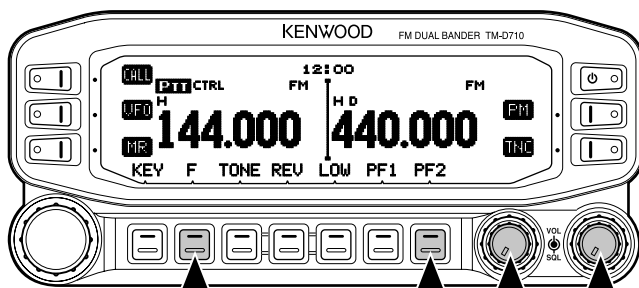 KENWOOD FM DUAL BANDER TM-D710
12:00
CALL PTT CTRL FM FM
VFO H 144.000 H D 440.000 PM
MR TNC
KEY F TONE REV LOW PF1 PF2
VOL
SQL